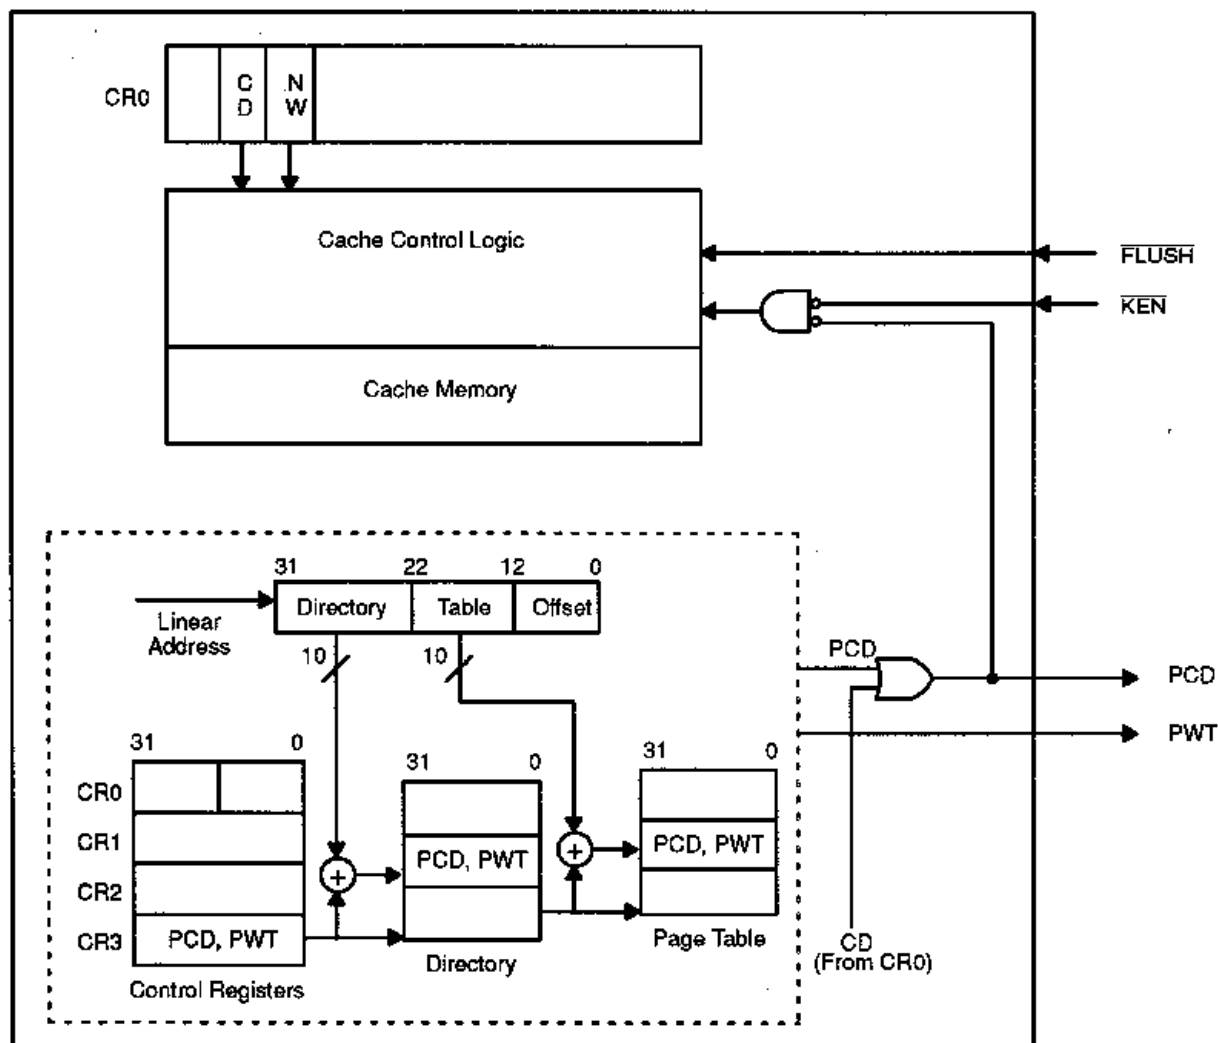 CR0
C
D
N
W
Cache Control Logic
FLUSH
KEN
Cache Memory
31 22 12 0
Directory Table Offset
Linear
Address
10 10
PCD
PCD
PWT
31 0
31 0
31 0
CR0
CR1
CR2
CR3
PCD, PWT
PCD, PWT
PCD, PWT
+
+
Control Registers
Directory
Page Table
CD
(From CR0)